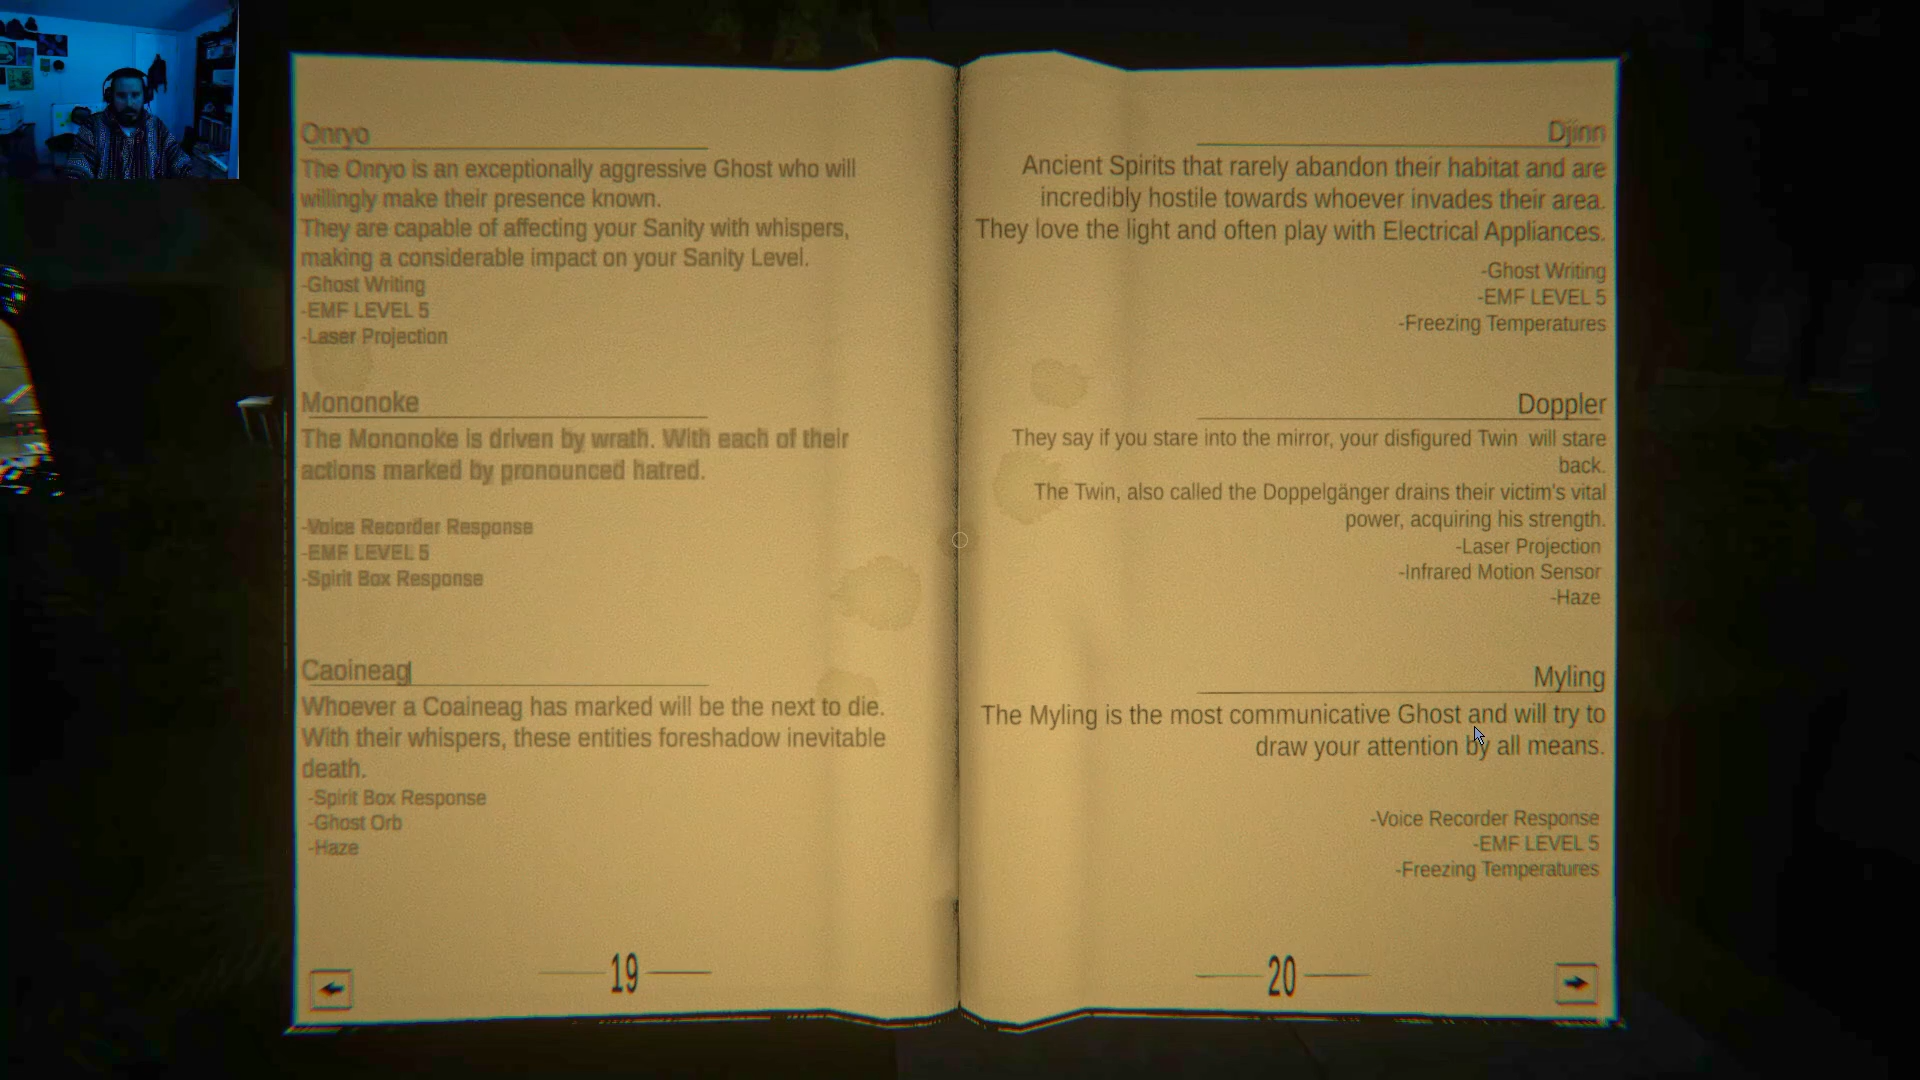 Onryo
The Onryo is an exceptionally aggressive Ghost who will
willingly make their presence known.
They are capable of affecting your Sanity with whispers,
making a considerable impact on your Sanity Level.
-Ghost Writing
-EMF LEVEL 5
-Laser Projection
Mononoke
The Mononoke is driven by wrath. With each of their
actions marked by pronounced hatred.
-Voice Recorder Response
-EMF LEVEL 5
-Spirit Box Response
Caoineag
Whoever a Coaineag has marked will be the next to die.
With their whispers, these entities foreshadow inevitable
death.
-Spirit Box Response
-Ghost Orb
-Haze
19
Djinn
Ancient Spirits that rarely abandon their habitat and are
incredibly hostile towards whoever invades their area.
They love the light and often play with Electrical Appliances.
-Ghost Writing
-EMF LEVEL 5
-Freezing Temperatures
Doppler
They say if you stare into the mirror, your disfigured Twin will stare
back.
The Twin, also called the Doppelgänger drains their victim's vital
power, acquiring his strength.
-Laser Projection
-Infrared Motion Sensor
-Haze
Myling
The Myling is the most communicative Ghost and will try to
draw your attention by all means.
-Voice Recorder Response
-EMF LEVEL 5
-Freezing Temperatures
20